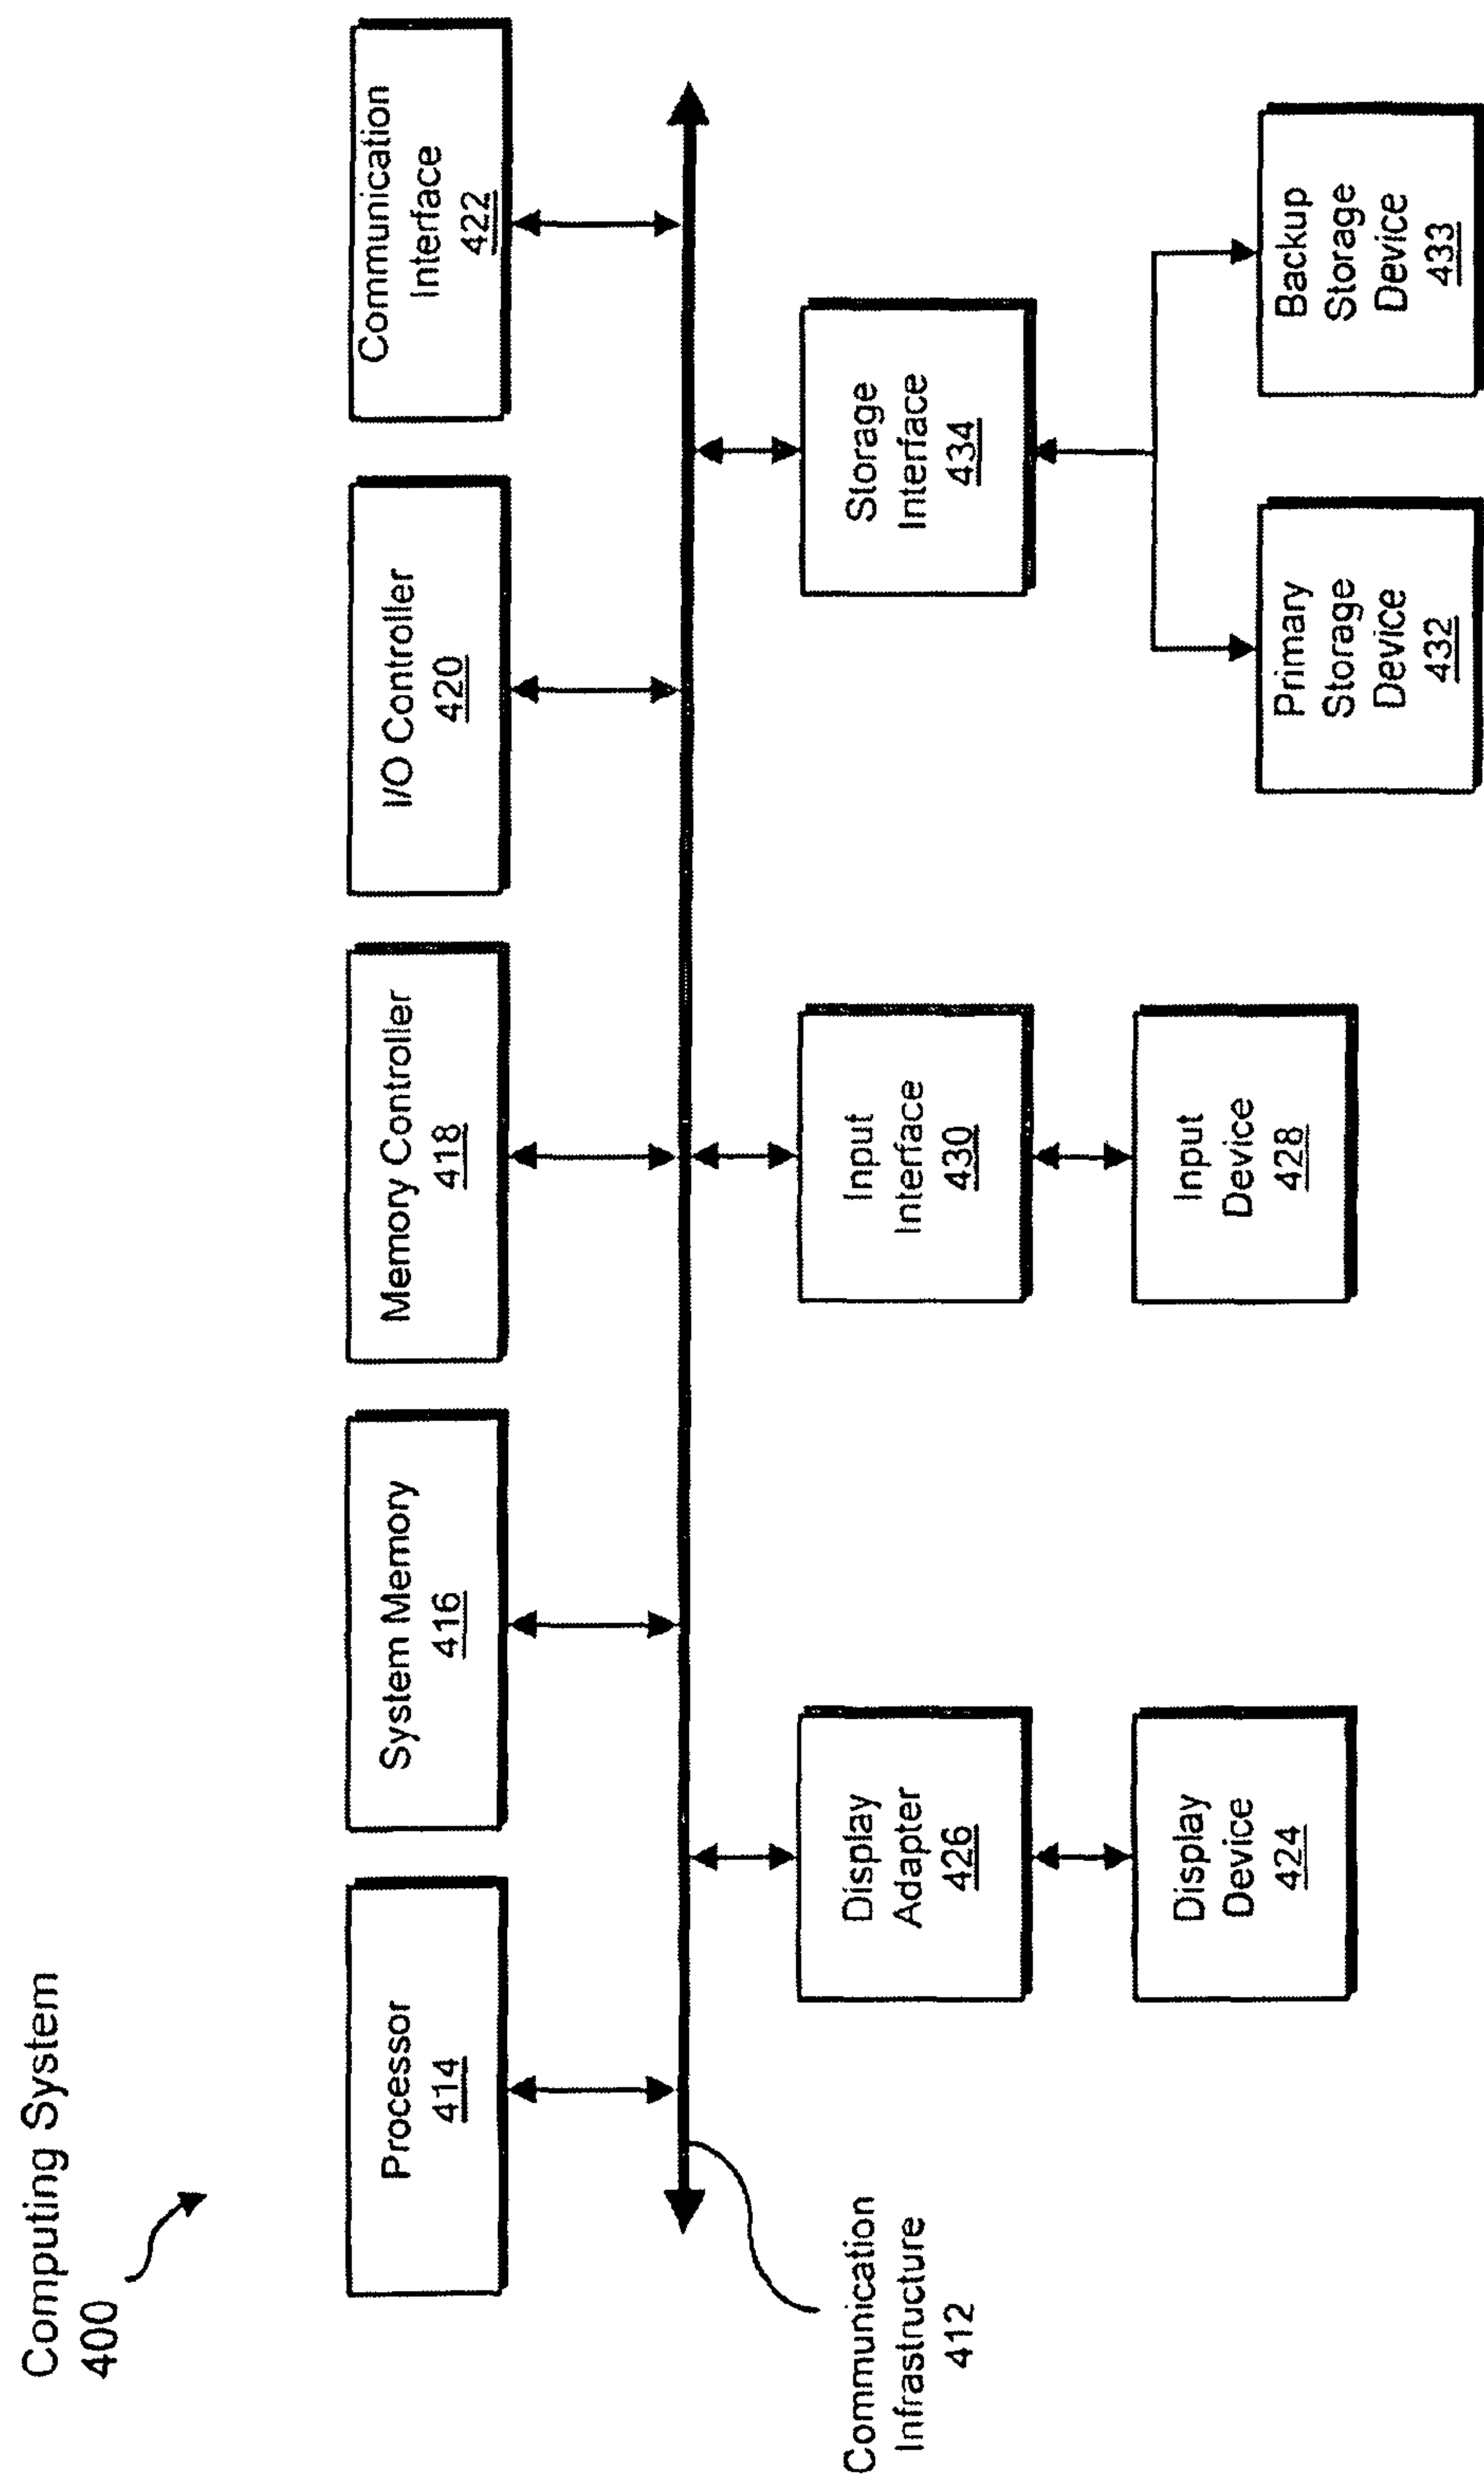 Computing System
400
Processor
414
System Memory
416
Memory Controller
418
I/O Controller
420
Communication
Interface
422
Communication
Infrastructure
412
Display
Adapter
426
Input
Interface
430
Storage
Interface
434
Display
Device
424
Input
Device
428
Primary
Storage
Device
432
Backup
Storage
Device
433